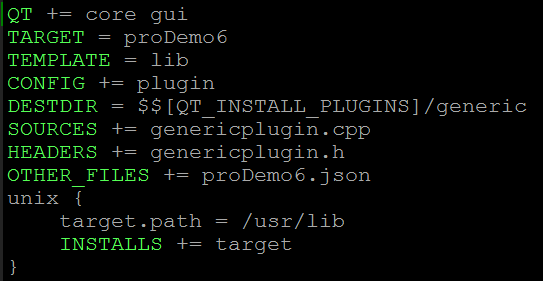 QT += core gui
TARGET = proDemo6
TEMPLATE = lib
CONFIG += plugin
DESTDIR = $$[QT_INSTALL_PLUGINS]/generic
SOURCES += genericplugin.cpp
HEADERS += genericplugin.h
OTHER_FILES += proDemo6.json
unix {
    target.path = /usr/lib
    INSTALLS += target
}